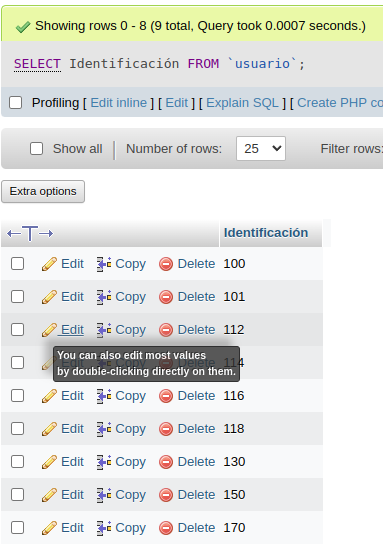 Showing rows 0 - 8 (9 total, Query took 0.0007 seconds.)
SELECT Identificación FROM `usuario`;
Profiling [ Edit inline ] [ Edit ] [ Explain SQL ] [ Create PHP co
Show all Number of rows: 25 Filter rows:
Extra options
Identificación
Edit Copy Delete 100
Edit Copy Delete 101
Edit Copy Delete 112
You can also edit most values
by double-clicking directly on them.
114
Edit Copy Delete 116
Edit Copy Delete 118
Edit Copy Delete 130
Edit Copy Delete 150
Edit Copy Delete 170